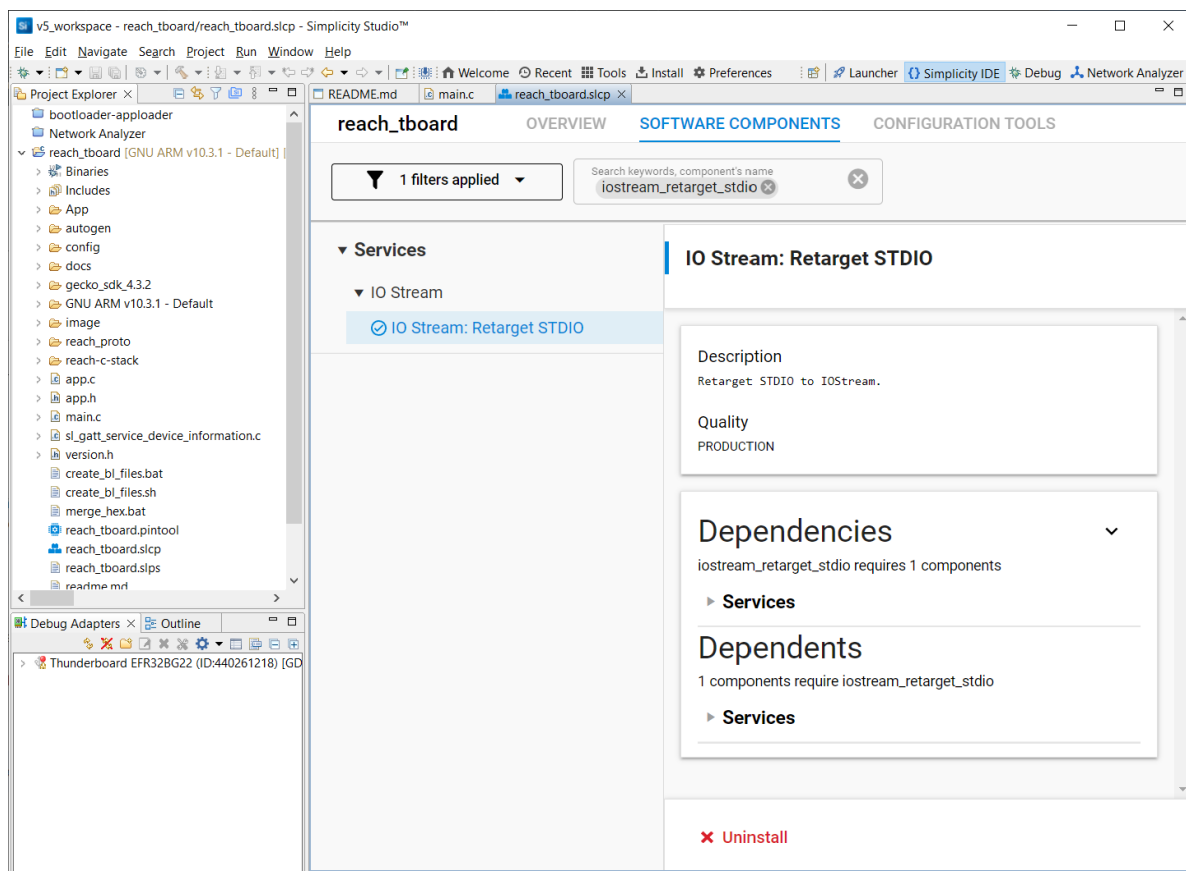 v5_workspace - reach_tboard/reach_tboard.slcp - Simplicity Studio™
File Edit Navigate Search Project Run Window Help
Welcome Recent Tools Install Preferences Launcher {} Simplicity IDE Debug Network Analyzer
Project Explorer
README.md main.c reach_tboard.slcp
bootloader-apploader
Network Analyzer
reach_tboard [GNU ARM v10.3.1 - Default] [
Binaries
Includes
App
autogen
config
docs
gecko_sdk_4.3.2
GNU ARM v10.3.1 - Default
image
reach_proto
reach-c-stack
app.c
app.h
main.c
sl_gatt_service_device_information.c
version.h
create_bl_files.bat
create_bl_files.sh
merge_hex.bat
reach_tboard.pintool
reach_tboard.slcp
reach_tboard.slps
readme.md
Debug Adapters Outline
Thunderboard EFR32BG22 (ID:440261218) [GD
reach_tboard OVERVIEW SOFTWARE COMPONENTS CONFIGURATION TOOLS
1 filters applied
Search keywords, component's name
iostream_retarget_stdio
Services
IO Stream
IO Stream: Retarget STDIO
IO Stream: Retarget STDIO
Description
Retarget STDIO to IOStream.
Quality
PRODUCTION
Dependencies
iostream_retarget_stdio requires 1 components
Services
Dependents
1 components require iostream_retarget_stdio
Services
Uninstall